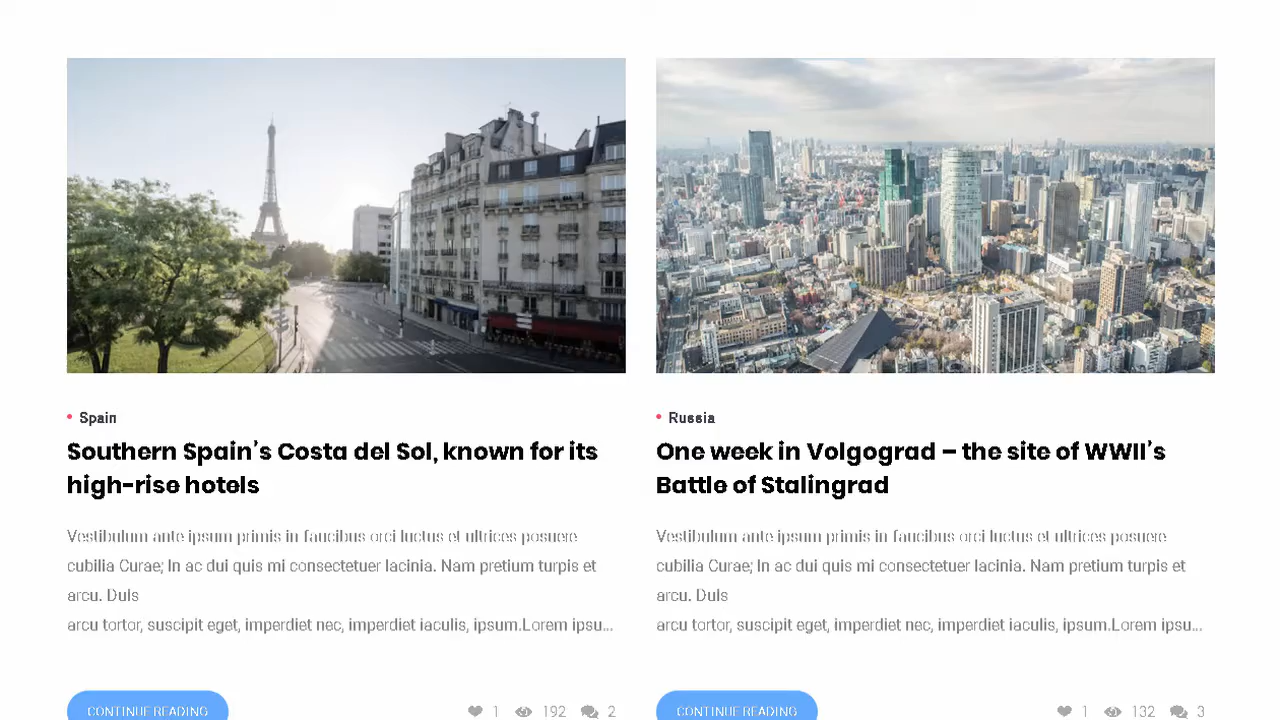 Spain
Southern Spain's Costa del Sol, known for its
high-rise hotels
Vestibulum ante ipsum primis in faucibus orci luctus et ultrices posuere
cubilia Curae; In ac dui quis mi consectetuer lacinia. Nam pretium turpis et
arcu. Duis
arcu tortor, suscipit eget, imperdiet nec, imperdiet iaculis, ipsum.Lorem ipsu...
CONTINUE READING
1 192 2
Russia
One week in Volgograd – the site of WWII's
Battle of Stalingrad
Vestibulum ante ipsum primis in faucibus orci luctus et ultrices posuere
cubilia Curae; In ac dui quis mi consectetuer lacinia. Nam pretium turpis et
arcu. Duis
arcu tortor, suscipit eget, imperdiet nec, imperdiet iaculis, ipsum.Lorem ipsu...
CONTINUE READING
1 132 3